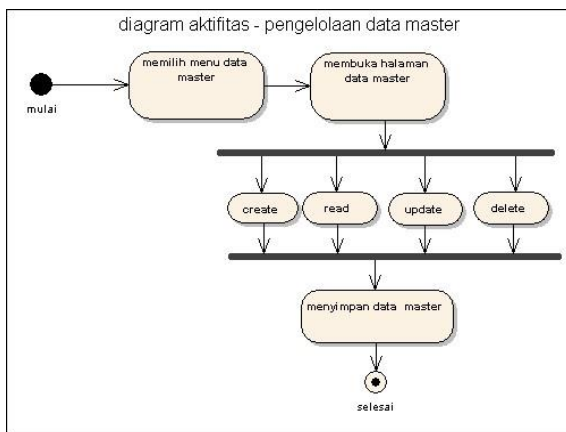 diagram aktifitas - pengelolaan data master
memilih menu data
master
membuka halaman
data master
mulai
create
read
update
delete
menyimpan data master
selesai